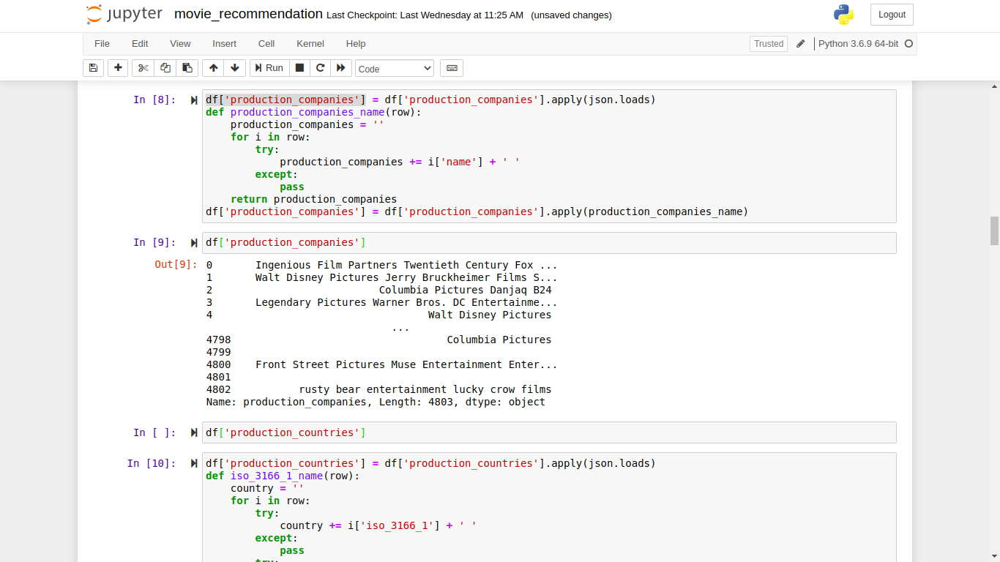 jupyter movie_recommendation Last Checkpoint: Last Wednesday at 11:25 AM (unsaved changes) Logout
File Edit View Insert Cell Kernel Help Trusted Python 3.6.9 64-bit
Run Code
In [8]: df['production_companies'] = df['production_companies'].apply(json.loads)
def production_companies_name(row):
    production_companies = ''
    for i in row:
        try:
            production_companies += i['name'] + ' '
        except:
            pass
    return production_companies
df['production_companies'] = df['production_companies'].apply(production_companies_name)
In [9]: df['production_companies']
Out[9]: 0 Ingenious Film Partners Twentieth Century Fox ...
1 Walt Disney Pictures Jerry Bruckheimer Films S...
2 Columbia Pictures Danjaq B24
3 Legendary Pictures Warner Bros. DC Entertainme...
4 Walt Disney Pictures
...
4798 Columbia Pictures
4799
4800 Front Street Pictures Muse Entertainment Enter...
4801
4802 rusty bear entertainment lucky crow films
Name: production_companies, Length: 4803, dtype: object
In [ ]: df['production_countries']
In [10]: df['production_countries'] = df['production_countries'].apply(json.loads)
def iso_3166_1_name(row):
    country = ''
    for i in row:
        try:
            country += i['iso_3166_1'] + ' '
        except:
            pass
        try: